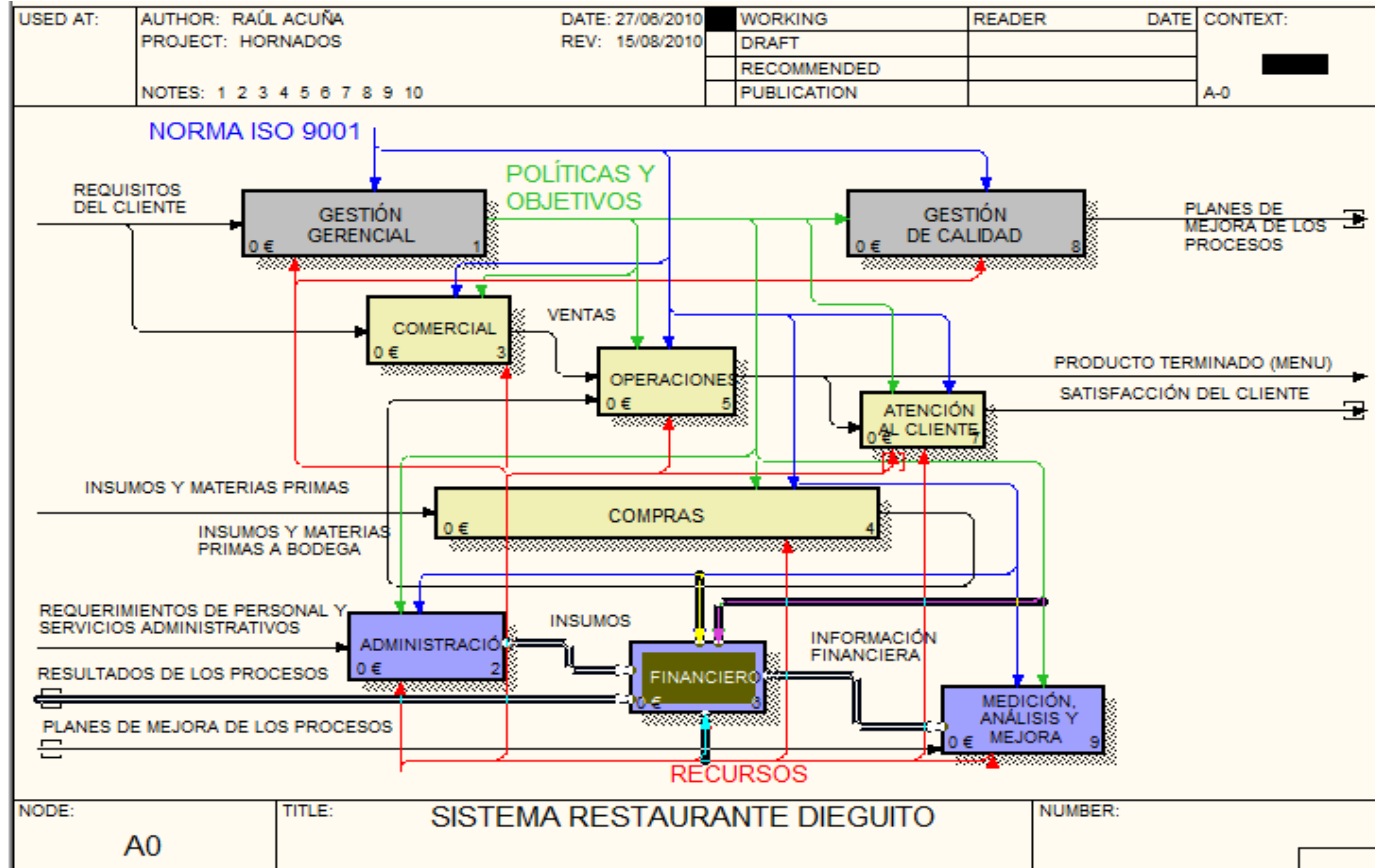 USED AT:
AUTHOR: RAÚL ACUÑA
DATE: 27/06/2010
WORKING
READER
DATE
CONTEXT:
PROJECT: HORNADOS
REV: 15/08/2010
DRAFT
RECOMMENDED
NOTES: 1 2 3 4 5 6 7 8 9 10
PUBLICATION
A-0
NORMA ISO 9001
POLÍTICAS Y
OBJETIVOS
REQUISITOS
DEL CLIENTE
GESTIÓN
GERENCIAL
0 €
1
GESTIÓN
DE CALIDAD
0 €
8
PLANES DE
MEJORA DE LOS
PROCESOS
COMERCIAL
0 €
3
VENTAS
OPERACIONES
0 €
5
PRODUCTO TERMINADO (MENU)
SATISFACCIÓN DEL CLIENTE
ATENCIÓN
AL CLIENTE
0 €
7
INSUMOS Y MATERIAS PRIMAS
COMPRAS
0 €
4
INSUMOS Y MATERIAS
PRIMAS A BODEGA
REQUERIMIENTOS DE PERSONAL Y
SERVICIOS ADMINISTRATIVOS
ADMINISTRACIÓ
0 €
2
INSUMOS
FINANCIERO
0 €
6
INFORMACIÓN
FINANCIERA
RESULTADOS DE LOS PROCESOS
MEDICIÓN,
ANÁLISIS Y
MEJORA
0 €
9
PLANES DE MEJORA DE LOS PROCESOS
RECURSOS
NODE:
TITLE:
SISTEMA RESTAURANTE DIEGUITO
NUMBER:
A0